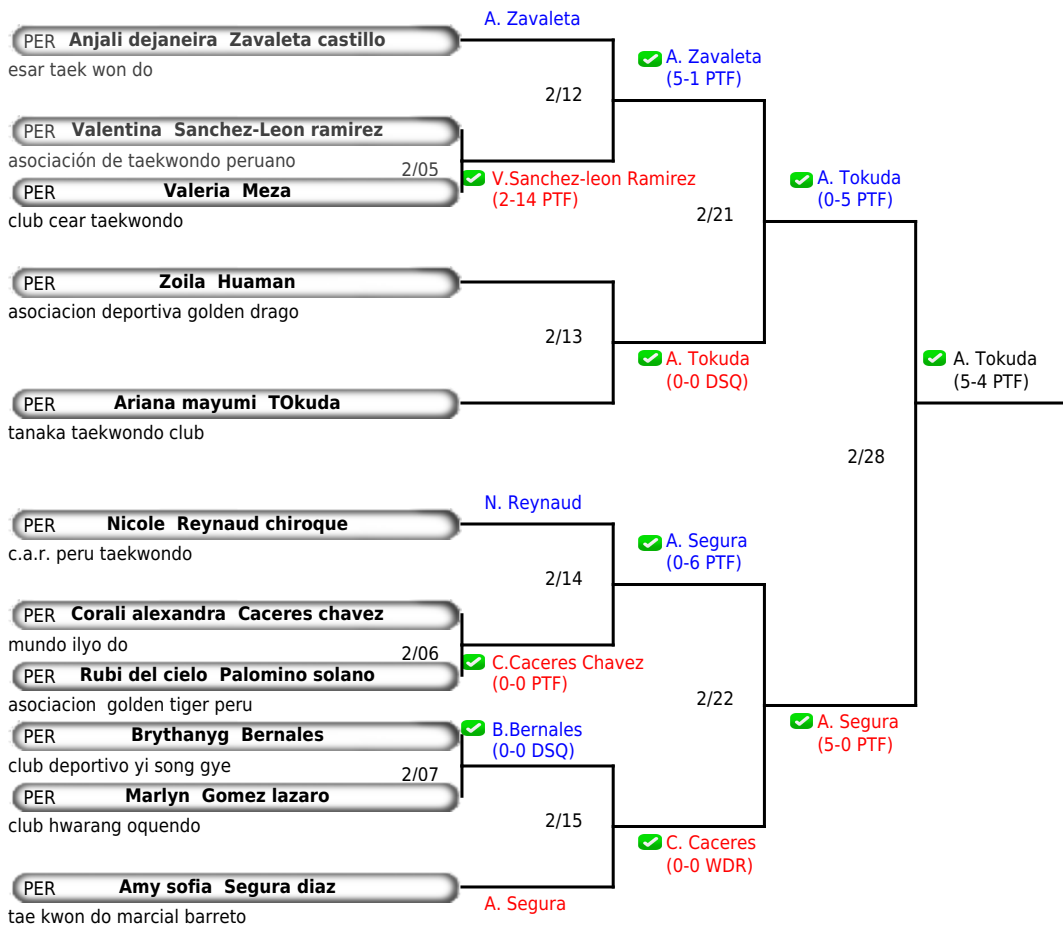 A. Zavaleta
PER Anjali dejaneira Zavaleta castillo
esar taek won do
A. Zavaleta
(5-1 PTF)
2/12
PER Valentina Sanchez-Leon ramirez
asociación de taekwondo peruano
2/05
V.Sanchez-leon Ramirez
(2-14 PTF)
PER Valeria Meza
club cear taekwondo
A. Tokuda
(0-5 PTF)
2/21
PER Zoila Huaman
asociacion deportiva golden drago
2/13
A. Tokuda
(0-0 DSQ)
A. Tokuda
(5-4 PTF)
PER Ariana mayumi TOkuda
tanaka taekwondo club
2/28
N. Reynaud
PER Nicole Reynaud chiroque
c.a.r. peru taekwondo
A. Segura
(0-6 PTF)
2/14
PER Corali alexandra Caceres chavez
mundo ilyo do
2/06
C.Caceres Chavez
(0-0 PTF)
PER Rubi del cielo Palomino solano
asociacion golden tiger peru
2/22
A. Segura
(5-0 PTF)
PER Brythanyg Bernales
club deportivo yi song gye
B.Bernales
(0-0 DSQ)
2/07
PER Marlyn Gomez lazaro
club hwarang oquendo
2/15
C. Caceres
(0-0 WDR)
PER Amy sofia Segura diaz
tae kwon do marcial barreto
A. Segura